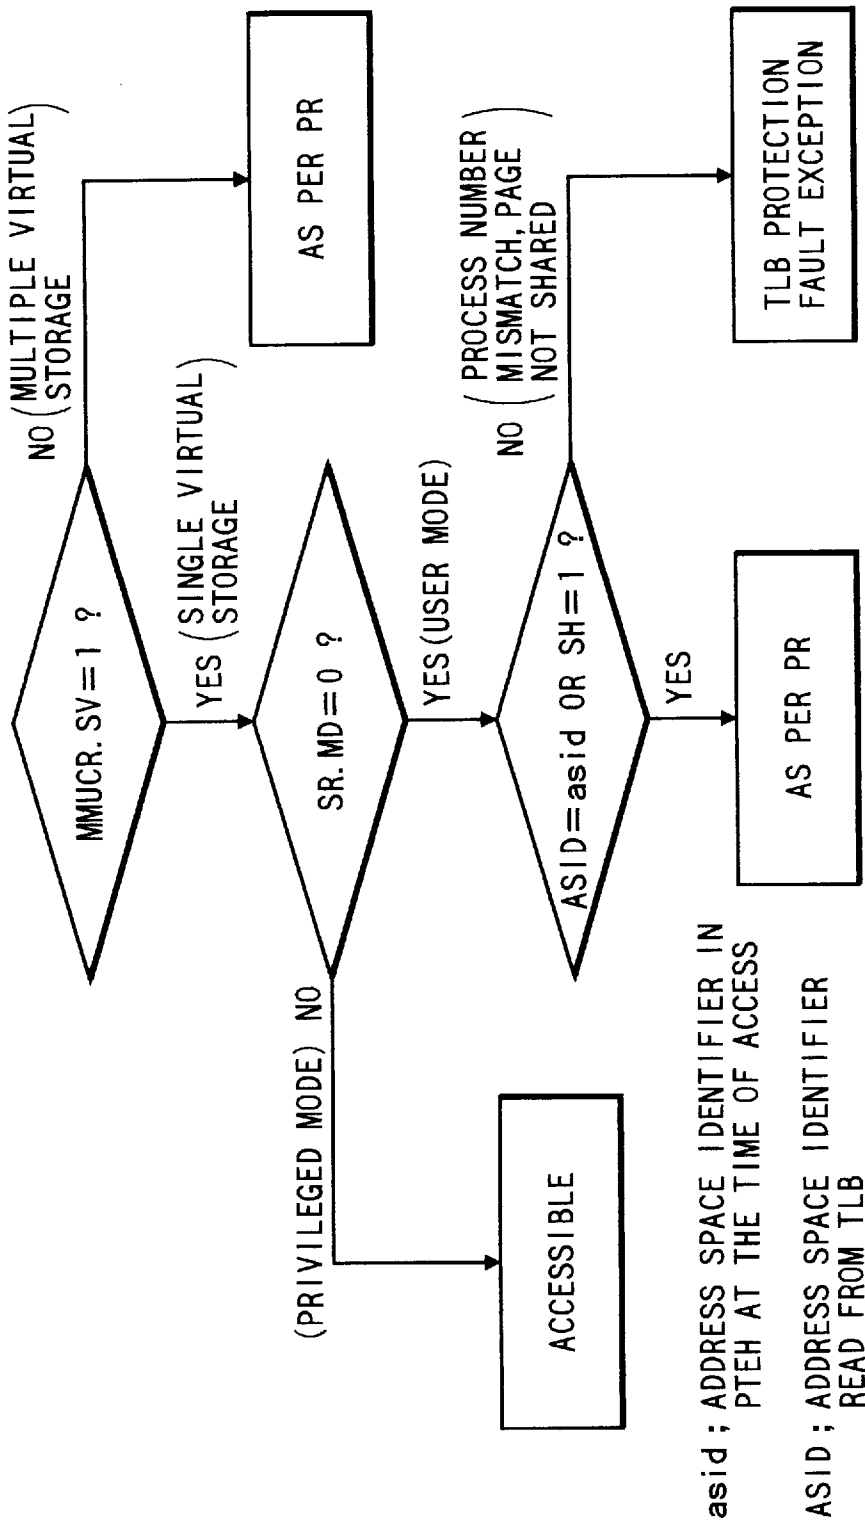 MMUCR. SV=1 ?
NO (MULTIPLE VIRTUAL
STORAGE)
AS PER PR
YES (SINGLE VIRTUAL
STORAGE)
SR. MD=0 ?
(PRIVILEGED MODE) NO
ACCESSIBLE
YES(USER MODE)
ASID=asid OR SH=1 ?
NO (PROCESS NUMBER
MISMATCH, PAGE
NOT SHARED)
TLB PROTECTION
FAULT EXCEPTION
YES
AS PER PR
asid ; ADDRESS SPACE IDENTIFIER IN
PTEH AT THE TIME OF ACCESS
ASID ; ADDRESS SPACE IDENTIFIER
READ FROM TLB